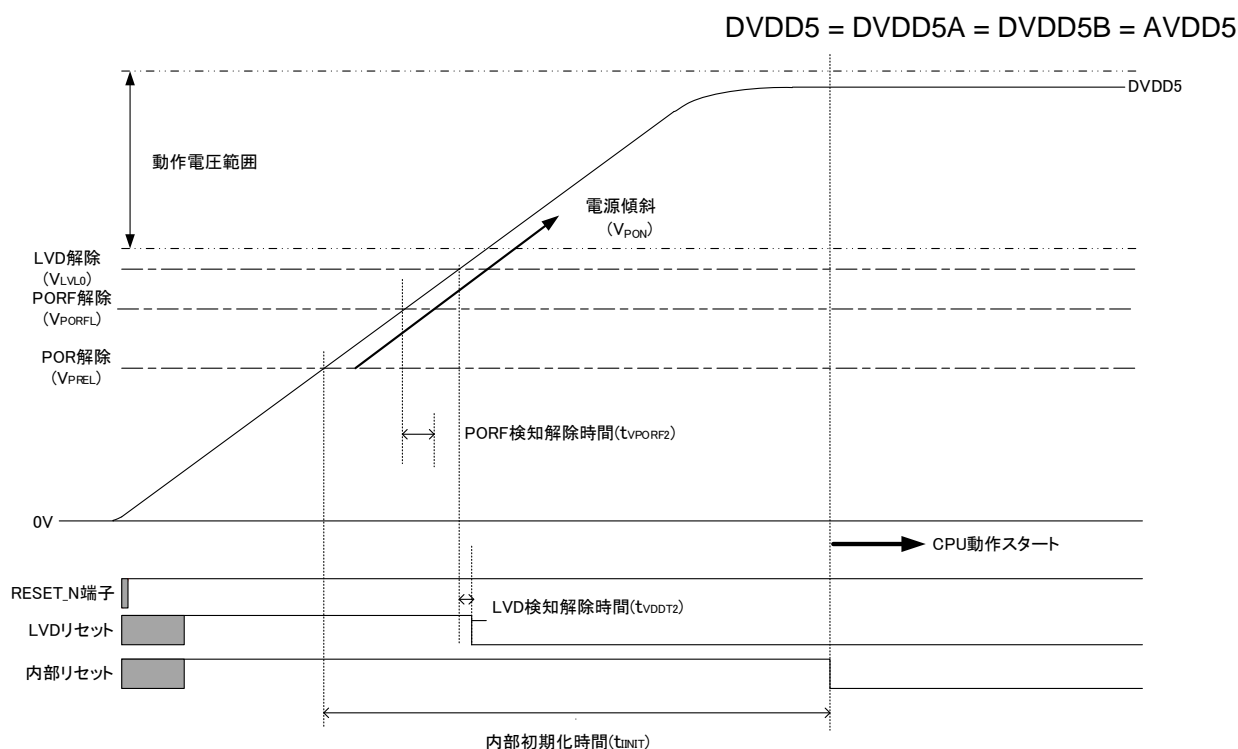 DVDD5 = DVDD5A = DVDD5B = AVDD5
DVDD5
動作電圧範囲
電源傾斜
(VPON)
LVD解除
(VLVL0)
PORF解除
(VPORFL)
POR解除
(VPREL)
PORF検知解除時間(tVPORF2)
0V
CPU動作スタート
RESET_N端子
LVD検知解除時間(tVDDT2)
LVDリセット
内部リセット
内部初期化時間(tIINIT)